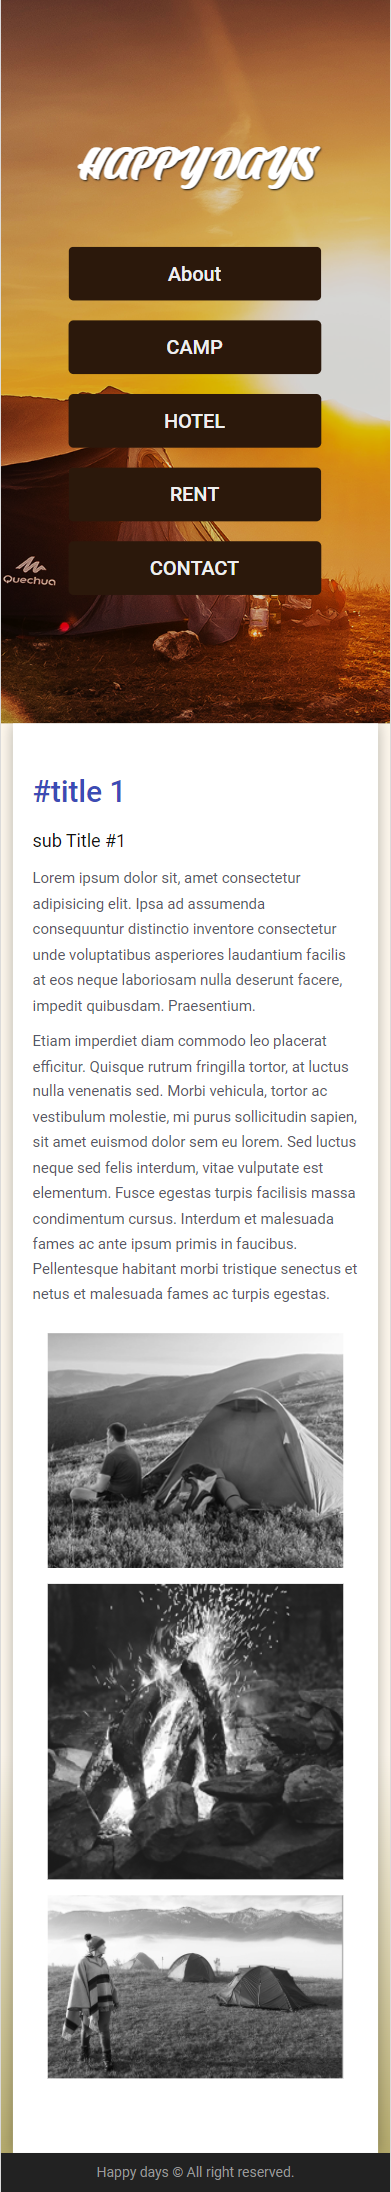 HAPPY DAYS
About
CAMP
HOTEL
RENT
CONTACT
Quechua
#title 1
sub Title #1
Lorem ipsum dolor sit, amet consectetur
adipisicing elit. Ipsa ad assumenda
consequuntur distinctio inventore consectetur
unde voluptatibus asperiores laudantium facilis
at eos neque laboriosam nulla deserunt facere,
impedit quibusdam. Praesentium.
Etiam imperdiet diam commodo leo placerat
efficitur. Quisque rutrum fringilla tortor, at luctus
nulla venenatis sed. Morbi vehicula, tortor ac
vestibulum molestie, mi purus sollicitudin sapien,
sit amet euismod dolor sem eu lorem. Sed luctus
neque sed felis interdum, vitae vulputate est
elementum. Fusce egestas turpis facilisis massa
condimentum cursus. Interdum et malesuada
fames ac ante ipsum primis in faucibus.
Pellentesque habitant morbi tristique senectus et
netus et malesuada fames ac turpis egestas.
Happy days © All right reserved.